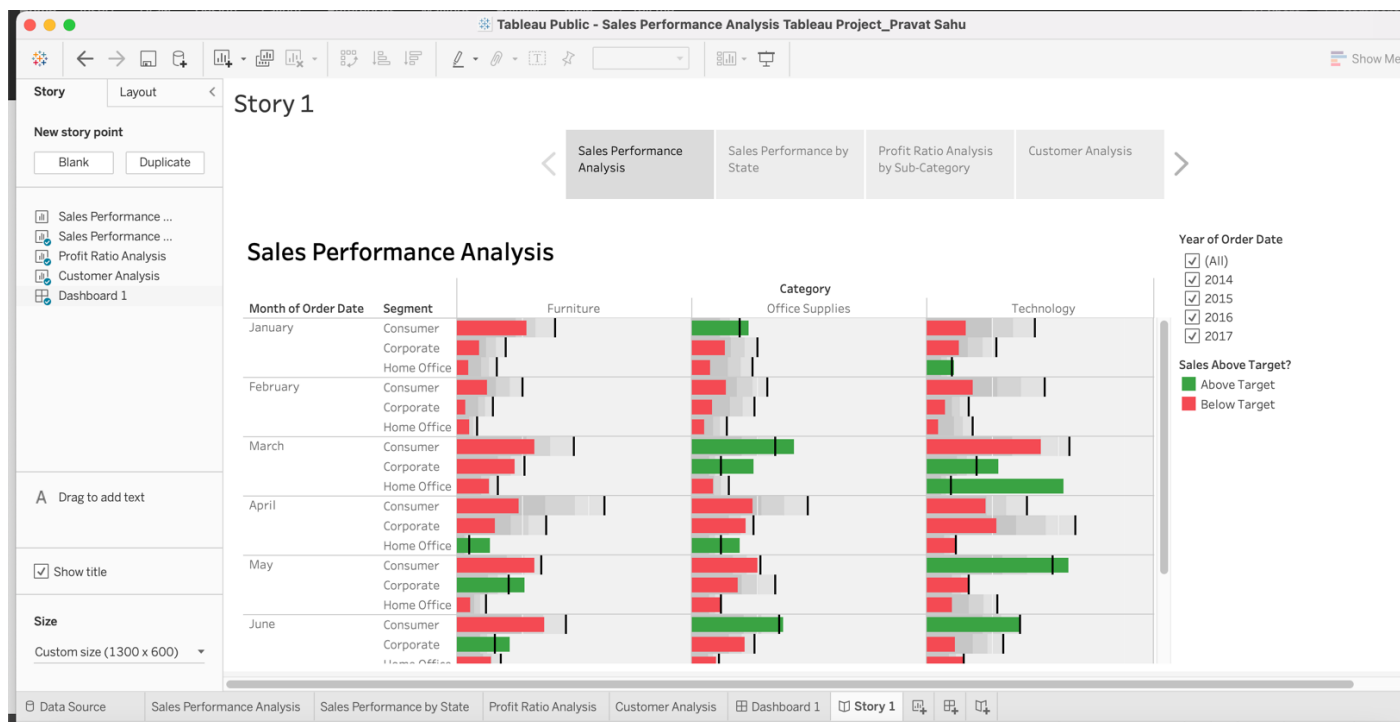 Tableau Public - Sales Performance Analysis Tableau Project_Pravat Sahu
Show Me
Story
Layout
New story point
Blank
Duplicate
Sales Performance ...
Sales Performance ...
Profit Ratio Analysis
Customer Analysis
Dashboard 1
A Drag to add text
Show title
Size
Custom size (1300 x 600)
Story 1
Sales Performance
Analysis
Sales Performance by
State
Profit Ratio Analysis
by Sub-Category
Customer Analysis
Sales Performance Analysis
Category
Month of Order Date Segment Furniture Office Supplies Technology
January Consumer
Corporate
Home Office
February Consumer
Corporate
Home Office
March Consumer
Corporate
Home Office
April Consumer
Corporate
Home Office
May Consumer
Corporate
Home Office
June Consumer
Corporate
Home Office
Year of Order Date
(All)
2014
2015
2016
2017
Sales Above Target?
Above Target
Below Target
Data Source Sales Performance Analysis Sales Performance by State Profit Ratio Analysis Customer Analysis Dashboard 1 Story 1